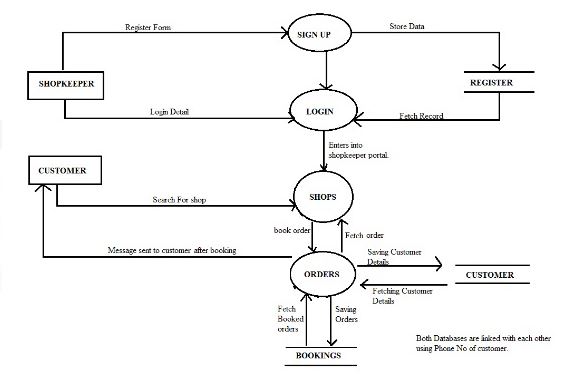 Register Form
SIGN UP
Store Data
SHOPKEEPER
REGISTER
Login Detail
LOGIN
Fetch Record
Enters into
shopkeeper portal.
CUSTOMER
Search For shop
SHOPS
book order
Fetch order
Message sent to customer after booking
Saving Customer
Details
ORDERS
CUSTOMER
Fetching Customer
Details
Fetch
Booked
orders
Saving
Orders
BOOKINGS
Both Databases are linked with each other
using Phone No of customer.